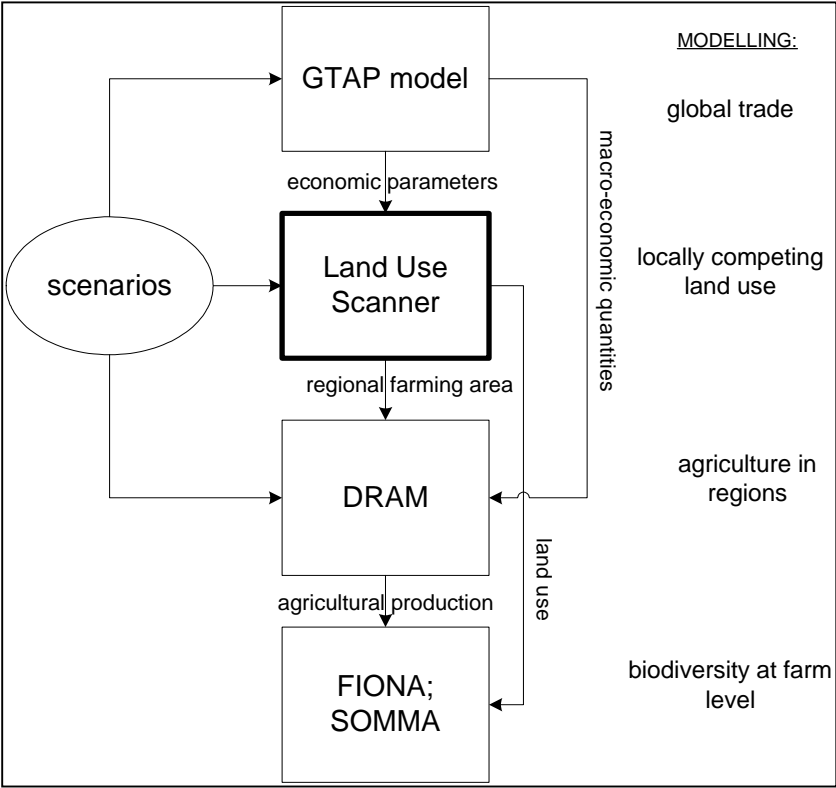 MODELLING:
GTAP model
global trade
macro-economic quantities
economic parameters
scenarios
Land Use
Scanner
locally competing
land use
regional farming area
DRAM
agriculture in
regions
land use
agricultural production
FIONA;
SOMMA
biodiversity at farm
level